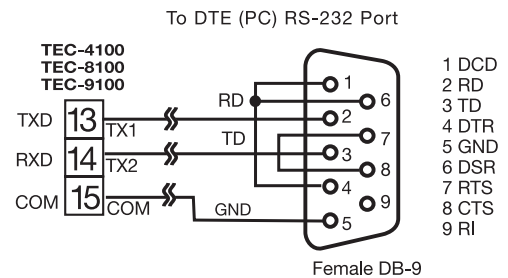 To DTE (PC) RS-232 Port
TEC-4100
TEC-8100
TEC-9100
TXD 13 TX1
RXD 14 TX2
COM 15 COM
RD
TD
GND
1
2
3
4
5
6
7
8
9
1 DCD
2 RD
3 TD
4 DTR
5 GND
6 DSR
7 RTS
8 CTS
9 RI
Female DB-9